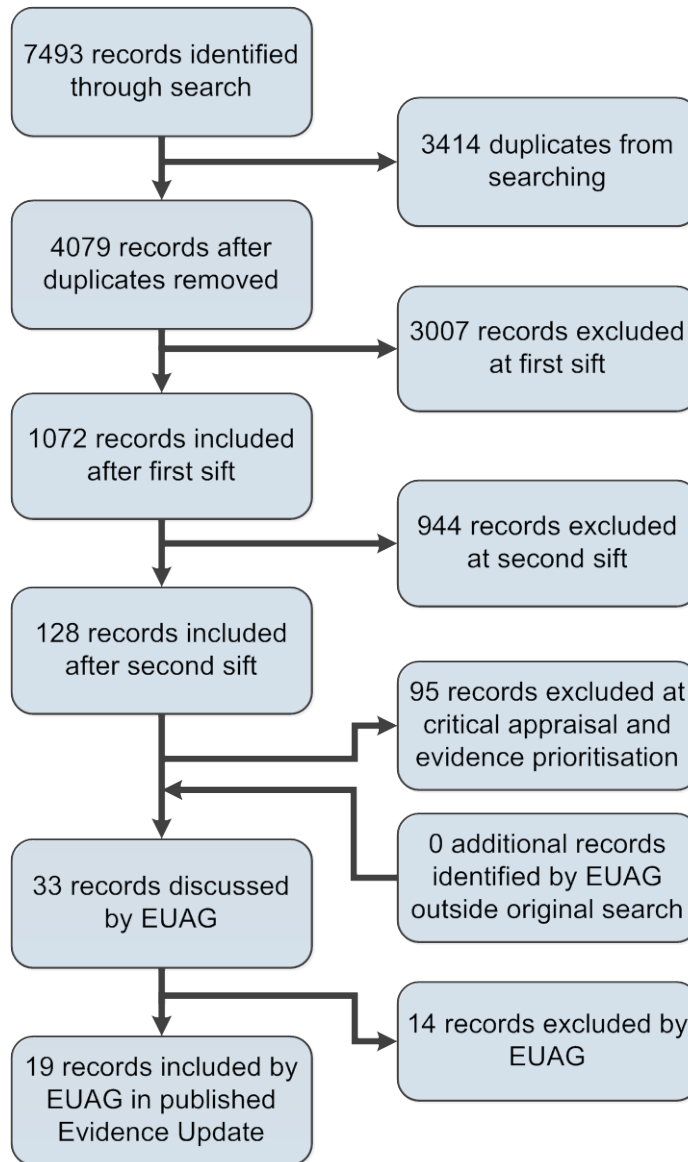 7493 records identified
through search
3414 duplicates from
searching
4079 records after
duplicates removed
3007 records excluded
at first sift
1072 records included
after first sift
944 records excluded
at second sift
128 records included
after second sift
95 records excluded at
critical appraisal and
evidence prioritisation
0 additional records
identified by EUAG
outside original search
33 records discussed
by EUAG
14 records excluded by
EUAG
19 records included by
EUAG in published
Evidence Update